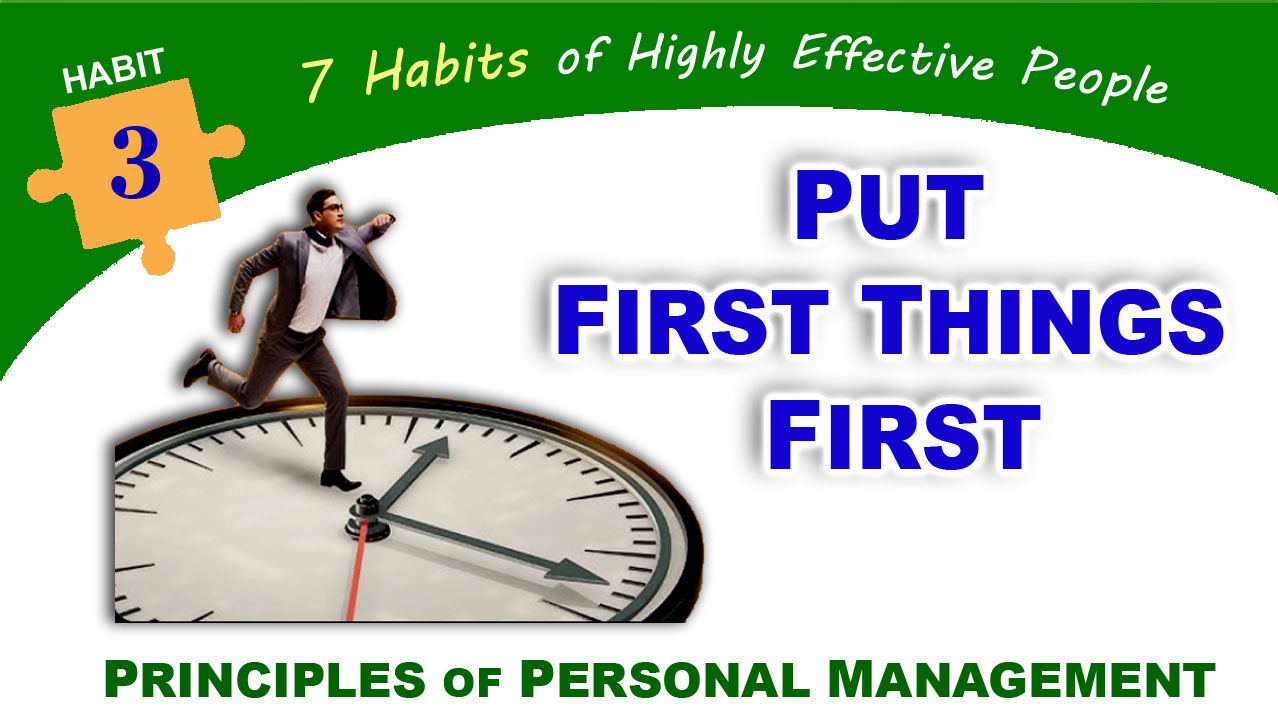 HABIT
3
7 Habits of Highly Effective People
PUT
FIRST THINGS
FIRST
PRINCIPLES OF PERSONAL MANAGEMENT